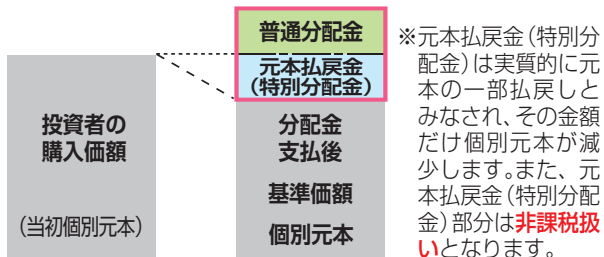 普通分配金
元本払戻金
（特別分配金）
投資者の
購入価額
（当初個別元本）
分配金
支払後
基準価額
個別元本
※元本払戻金（特別分
配金）は実質的に元
本の一部払戻しと
みなされ、その金額
だけ個別元本が減
少します。また、元
本払戻金（特別分配
金）部分は非課税扱
いとなります。